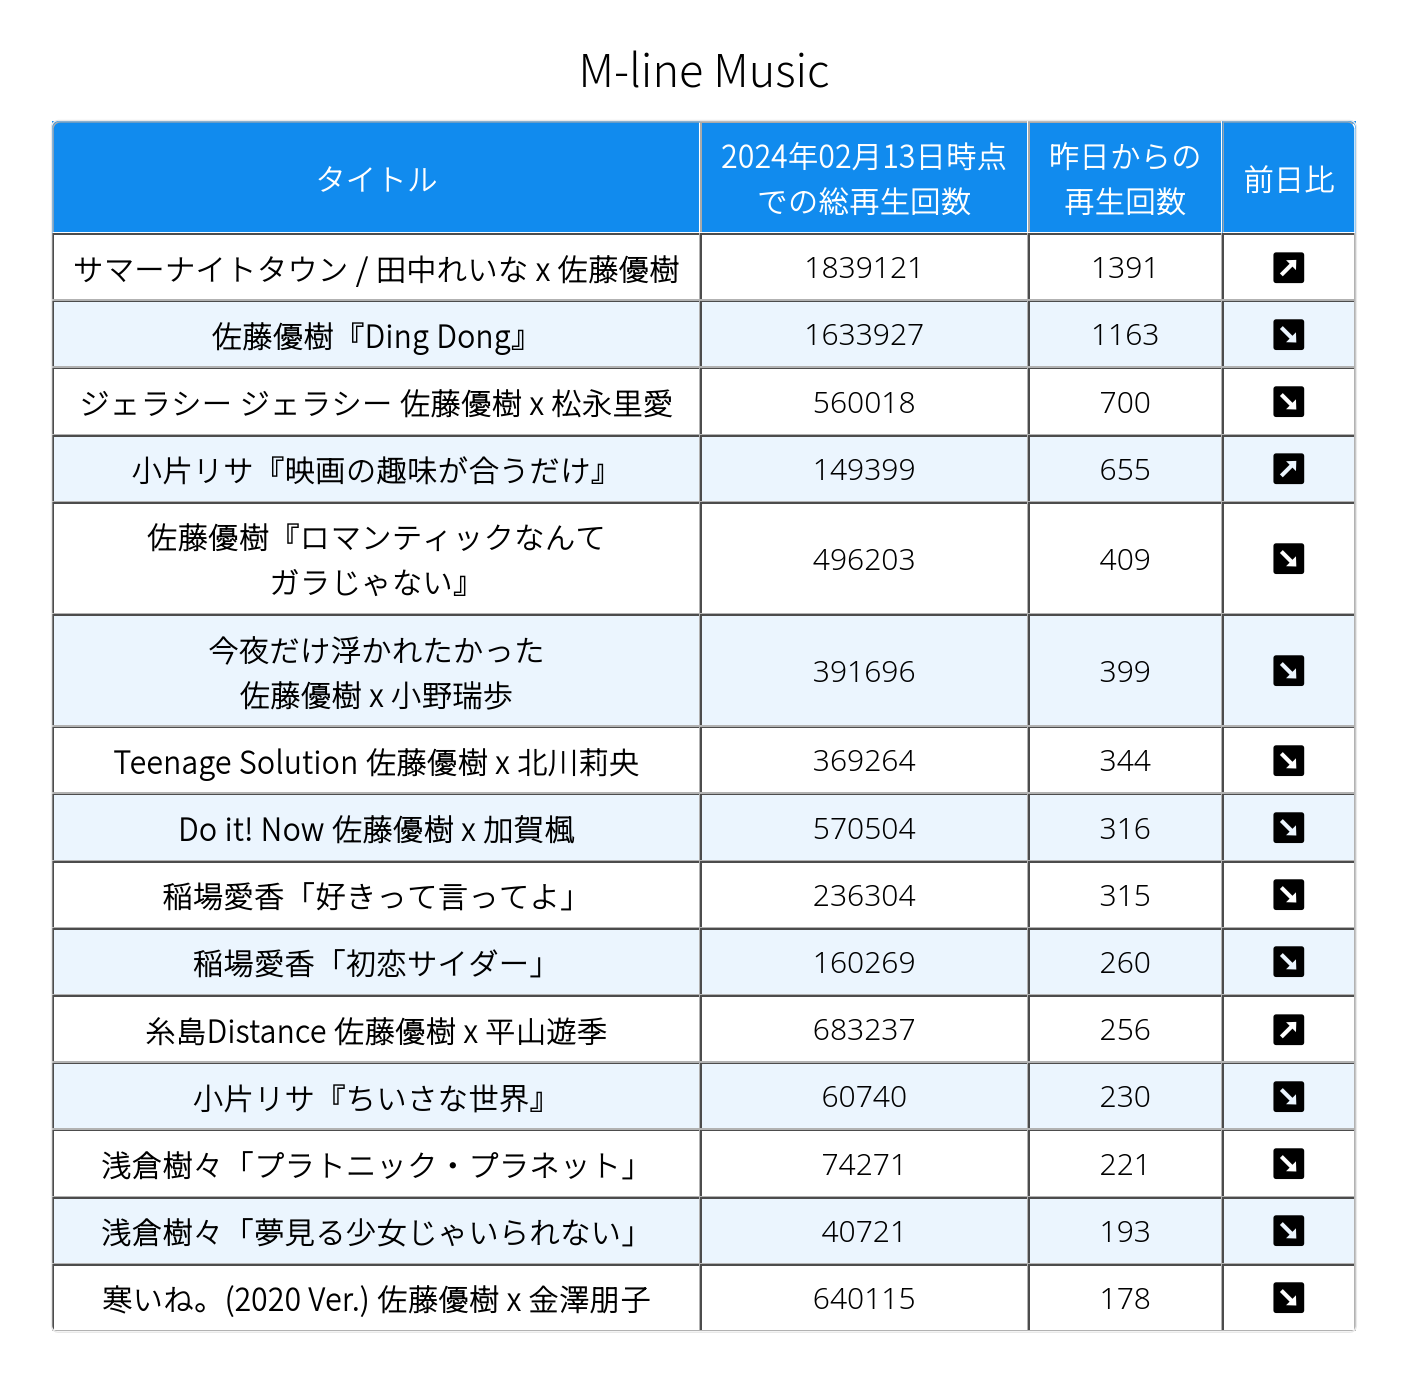 M-line Music
タイトル
2024年02月13日時点
での総再生回数
昨日からの
再生回数
前日比
サマーナイトタウン / 田中れいな x 佐藤優樹
1839121
1391
佐藤優樹『Ding Dong』
1633927
1163
ジェラシー ジェラシー 佐藤優樹 x 松永里愛
560018
700
小片リサ『映画の趣味が合うだけ』
149399
655
佐藤優樹『ロマンティックなんて
ガラじゃない』
496203
409
今夜だけ浮かれたかった
佐藤優樹 x 小野瑞歩
391696
399
Teenage Solution 佐藤優樹 x 北川莉央
369264
344
Do it! Now 佐藤優樹 x 加賀楓
570504
316
稲場愛香「好きって言ってよ」
236304
315
稲場愛香「初恋サイダー」
160269
260
糸島Distance 佐藤優樹 x 平山遊季
683237
256
小片リサ『ちいさな世界』
60740
230
浅倉樹々「プラトニック・プラネット」
74271
221
浅倉樹々「夢見る少女じゃいられない」
40721
193
寒いね。(2020 Ver.) 佐藤優樹 x 金澤朋子
640115
178